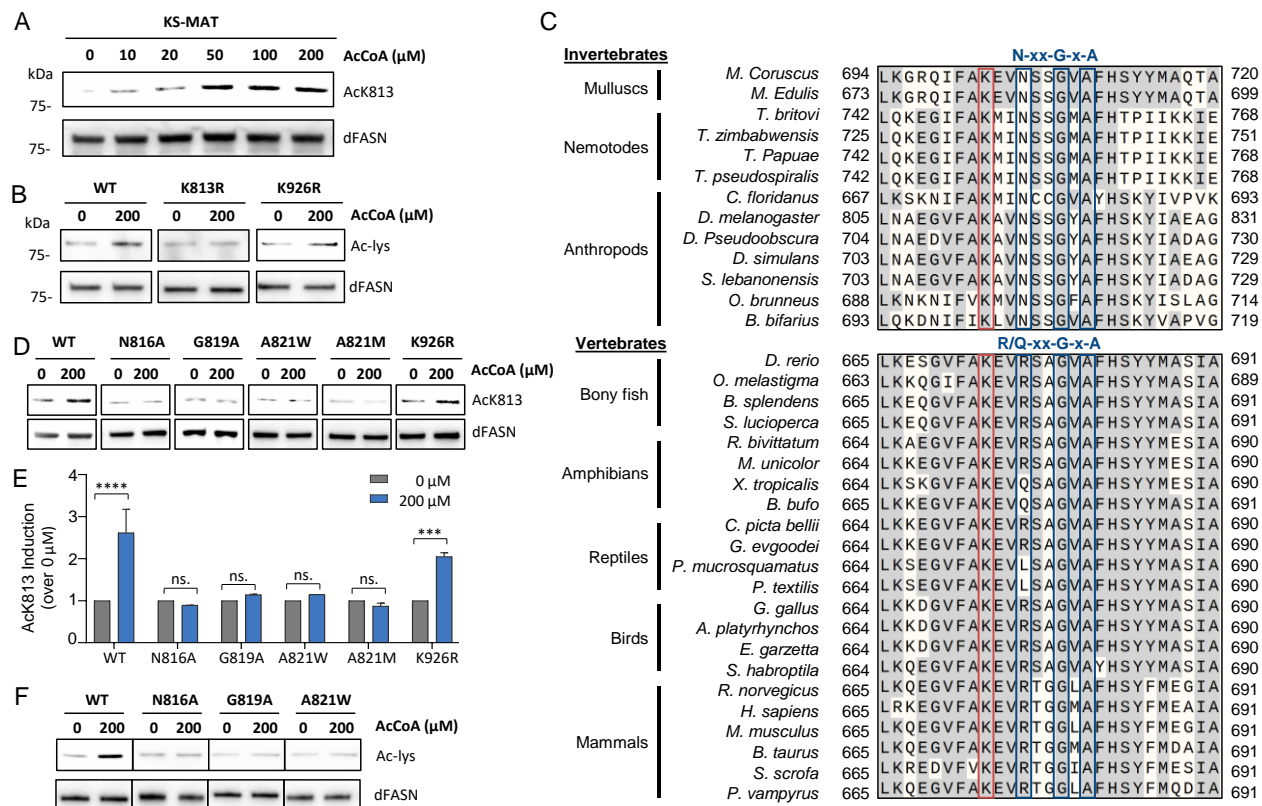 A
KS-MAT
0 10 20 50 100 200 AcCoA (µM)
kDa
75-
AcK813
75-
dFASN
B
WT K813R K926R
0 200 0 200 0 200 AcCoA (µM)
kDa
75-
Ac-lys
75-
dFASN
C
Invertebrates
N-xx-G-x-A
Mulluscs
M. Coruscus 694 LKGRQIFAKEVNSSGVAFHSYYMAQTA 720
M. Edulis 673 LKGRQIFAKEVNSSGVAFHSYYMAQTA 699
Nemotodes
T. britovi 742 LQKEGIFAKMINSSGVAFHTPIIKKIE 768
T. zimbabwensis 725 LQKEGIFAKMINSSGMAFHTPIIKKIE 751
T. Papuae 742 LQKEGIFAKMINSSGMAFHTPIIKKIE 768
T. pseudospiralis 742 LQKEGIFAKMINSSGMAFHTPIIKKIE 768
Anthropods
C. floridanus 667 LKSKNIFAKMINCCGVAYHSKYIVPVK 693
D. melanogaster 805 LNAEGVFAKAVNSSGYAFHSKYIAEAG 831
D. Pseudoobscura 704 LNAEDVFAKAVNSSGYAFHSKYIADAG 730
D. simulans 703 LNAEGVFAKAVNSSGYAFHSKYIAEAG 729
S. lebanonensis 703 LNAEGVFAKAVNSSGYAFHSKYIADAG 729
O. brunneus 688 LKNKNIFVKMVNSSGFAFHSKYISLAG 714
B. bifarius 693 LQKDNIFIKLVNSSGVAFHSKYVAPVG 719
Vertebrates
R/Q-xx-G-x-A
Bony fish
D. rerio 665 LKESGVFAKEVRSAGVAFHSYYMASIA 691
O. melastigma 663 LKKQGIFAKEVRSAGVAFHSYYMASIA 689
B. splendens 665 LKEQGVFAKEVRSAGVAFHSYYMASIA 691
S. lucioperca 665 LKEQGVFAKEVRSAGVAFHSYYMASIA 691
Amphibians
R. bivittatum 664 LKAEGVFAKEVRSAGVAFHSYYMESIA 690
M. unicolor 664 LKKEGVFAKEVRSAGVAFHSYYMESIA 690
X. tropicalis 664 LKSKGVFAKEVQSAGVAFHSYYMESIA 690
B. bufo 665 LKKEGVFAKEVQSAGVAFHSYYMASIA 691
Reptiles
C. picta bellii 664 LKKEGVFAKEVRSAGVAFHSYYMASIA 690
G. evgoodei 664 LKKEGVFAKEVRSAGVAFHSYYMASIA 690
P. mucrosquamatus 664 LKSEGVFAKEVLSAGVAFHSYYMASIA 690
P. textilis 664 LKSEGVFAKEVLSAGVAFHSYYMASIA 690
Birds
G. gallus 664 LKKDGVFAKEVRSAGVAFHSYYMASIA 690
A. platyrhynchos 664 LKKDGVFAKEVRSAGVAFHSYYMASIA 690
E. garzetta 664 LKKDGVFAKEVRSAGVAFHSYYMASIA 690
S. habroptila 664 LKQEGVFAKEVRSAGVAYHSYYMASIA 690
Mammals
R. norvegicus 665 LKQEGVFAKEVRTGGLAFHSYFMEGIA 691
H. sapiens 665 LRKEGVFAKEVRTGGLAFHSYFMEAIA 691
M. musculus 665 LKQEGVFAKEVRTGGLAFHSYFMEGIA 691
B. taurus 665 LKQEGVFAKEVRTGGMAFHSYFMDAIA 691
S. scrofa 665 LKREDVFVKEVRTGGIAFHSYFMESIA 691
P. vampyrus 665 LKQEGVFAKEVRTGGLAFHSYFMQDIA 691
D
WT N816A G819A A821W A821M K926R
0 200 0 200 0 200 0 200 0 200 0 200 AcCoA (µM)
AcK813
dFASN
E
AcK813 Induction
(over 0 µM)
4
3
2
1
0
0 µM
200 µM
**** ns. ns. ns. ns. ***
WT N816A G819A A821W A821M K926R
F
WT N816A G819A A821W
0 200 0 200 0 200 0 200 AcCoA (µM)
Ac-lys
dFASN